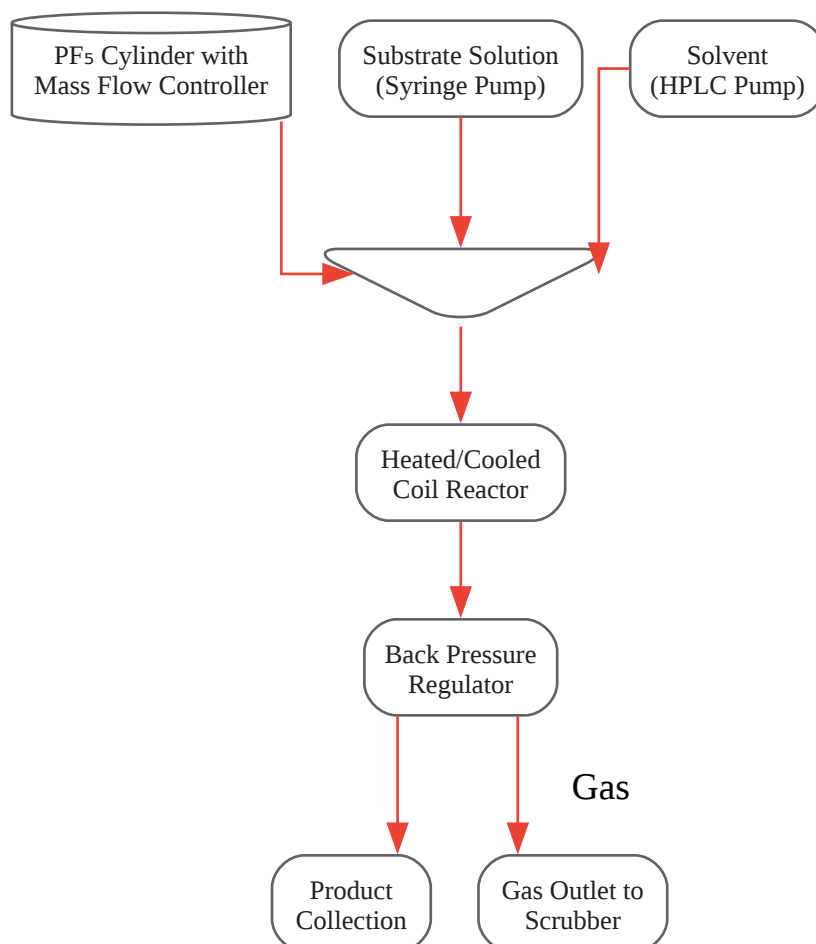 PF₅ Cylinder with
Mass Flow Controller
Substrate Solution
(Syringe Pump)
Solvent
(HPLC Pump)
Heated/Cooled
Coil Reactor
Back Pressure
Regulator
Gas
Product
Collection
Gas Outlet to
Scrubber